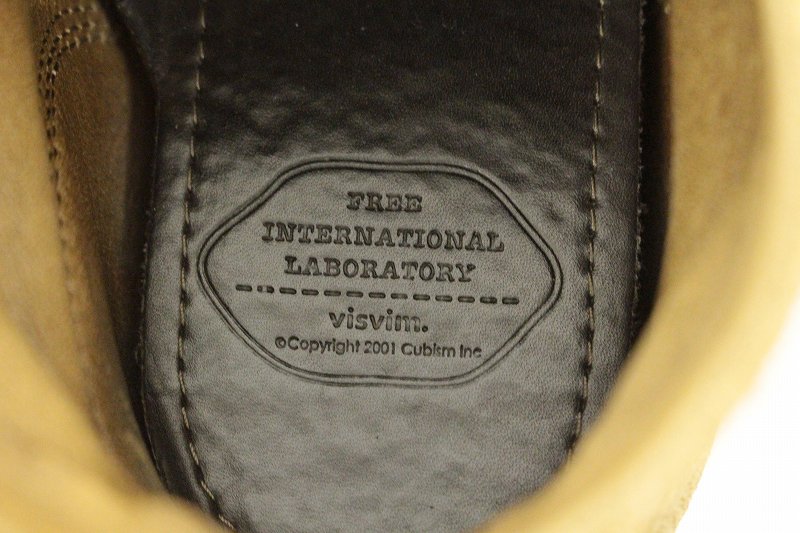 FREE
INTERNATIONAL
LABORATORY
visvim.
©Copyright 2001 Cubism Inc